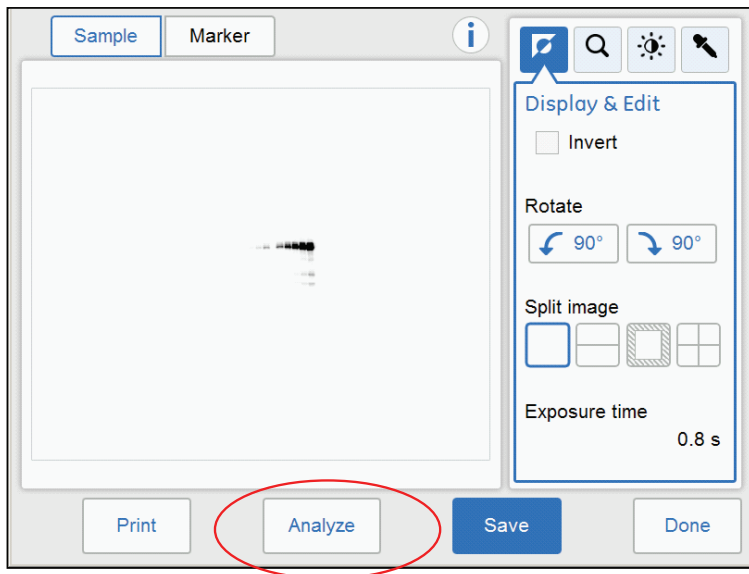 Sample Marker i
Display & Edit
Invert
Rotate
90° 90°
Split image
Exposure time
0.8 s
Print Analyze Save Done